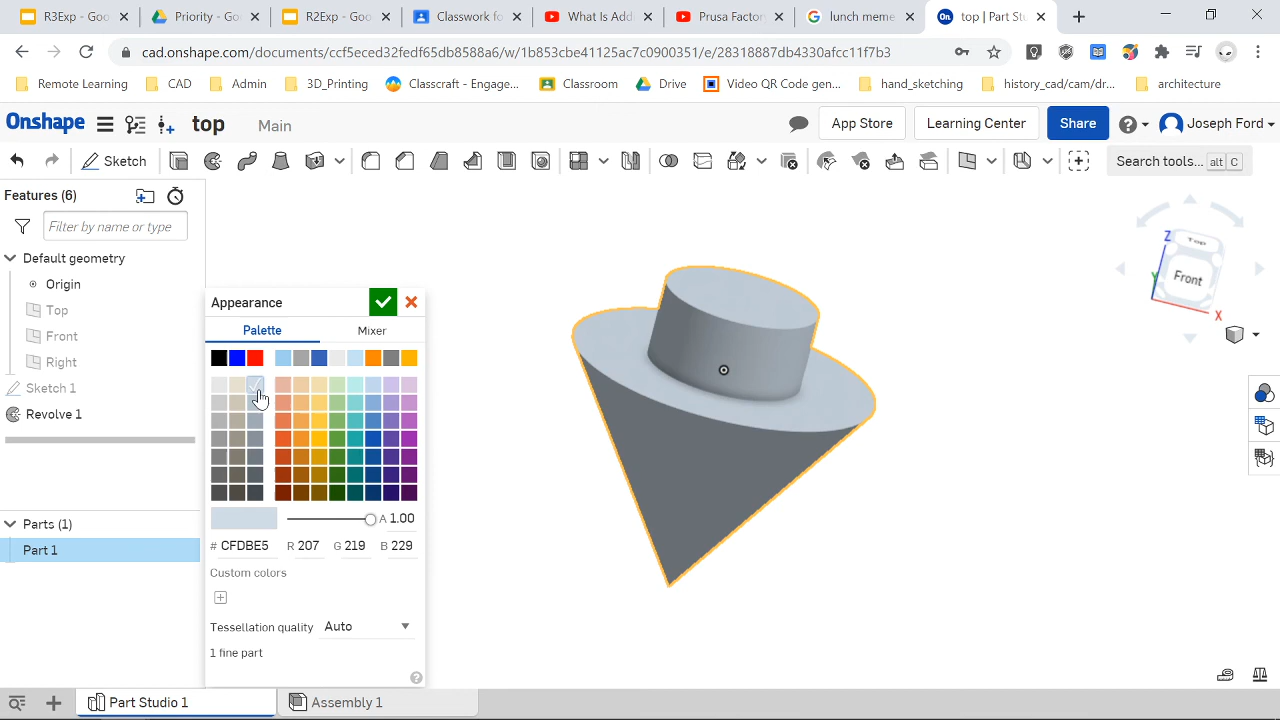 R3Exp - Goo
Priority - Go
R2Exp - Goo
Classwork fo
What Is Add
Prusa Factor
lunch meme
On. top | Part Stu
cad.onshape.com/documents/ccf5eced32fedf65db8588a6/w/1b853cbe41125ac7c0900351/e/28318887db4330afcc11f7b3
Remote Learning
CAD
Admin
3D_Printing
Classcraft - Engage...
Classroom
Drive
Video QR Code gen...
hand_sketching
history_cad/cam/dr...
architecture
Onshape
top
Main
App Store
Learning Center
Share
Joseph Ford
Sketch
Search tools... alt C
Features (6)
Filter by name or type
Default geometry
Origin
Top
Front
Right
Sketch 1
Revolve 1
Parts (1)
Part 1
Appearance
Palette
Mixer
A 1.00
# CFDBE5 R 207 G 219 B 229
Custom colors
Tessellation quality Auto
1 fine part
Top
Front
Z
Y
X
Part Studio 1
Assembly 1